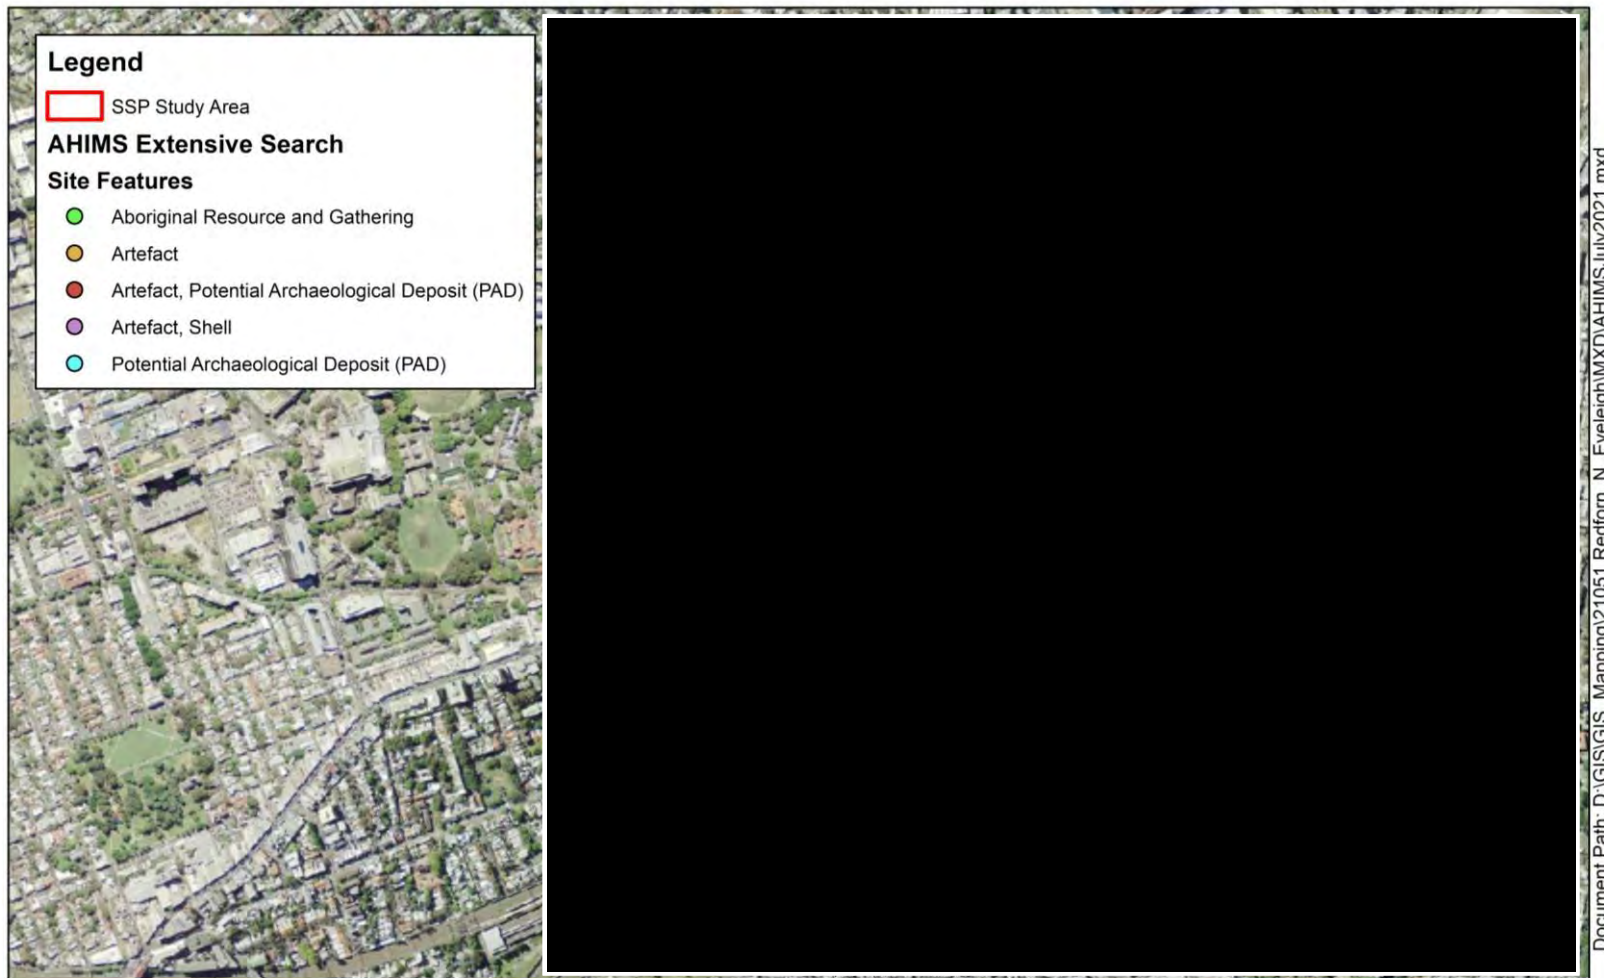 Legend
SSP Study Area
AHIMS Extensive Search
Site Features
Aboriginal Resource and Gathering
Artefact
Artefact, Potential Archaeological Deposit (PAD)
Artefact, Shell
Potential Archaeological Deposit (PAD)
Document Path: D:\GIS\GIS_Mapping\21051 Redfern_N_Eveleigh\MXD\AHIMSJuly2021.mxd